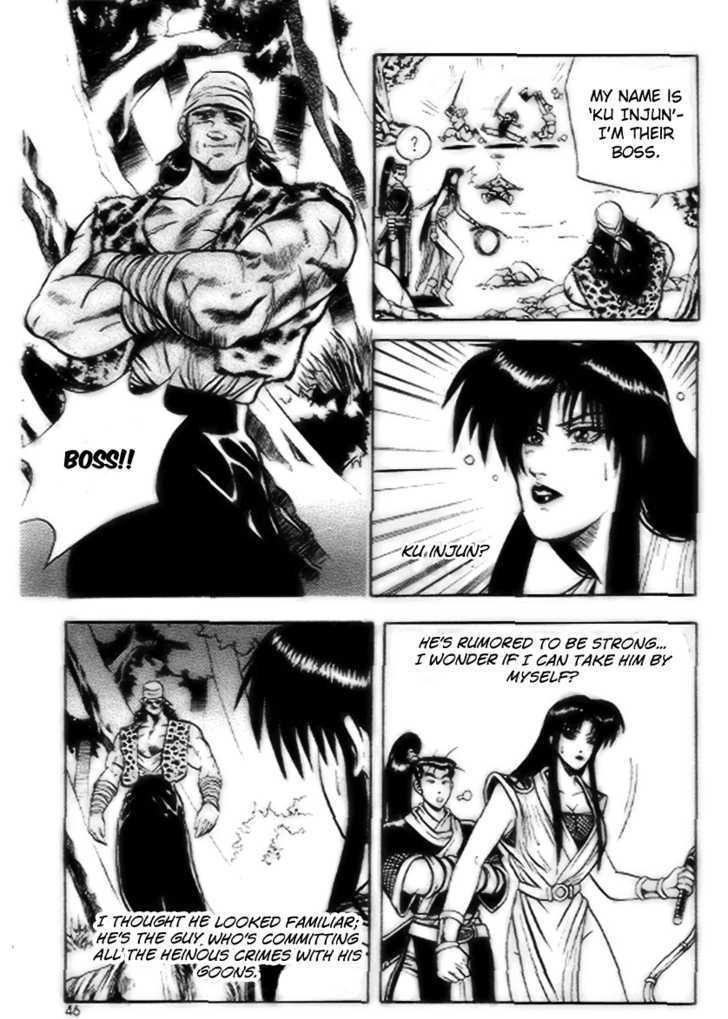 BOSS!!
?
MY NAME IS
'KU INJUN'-
I'M THEIR
BOSS.
KU INJUN?
I THOUGHT HE LOOKED FAMILIAR;
HE'S THE GUY WHO'S COMMITTING
ALL THE HEINOUS CRIMES WITH HIS
GOONS.
HE'S RUMORED TO BE STRONG...
I WONDER IF I CAN TAKE HIM BY
MYSELF?
46